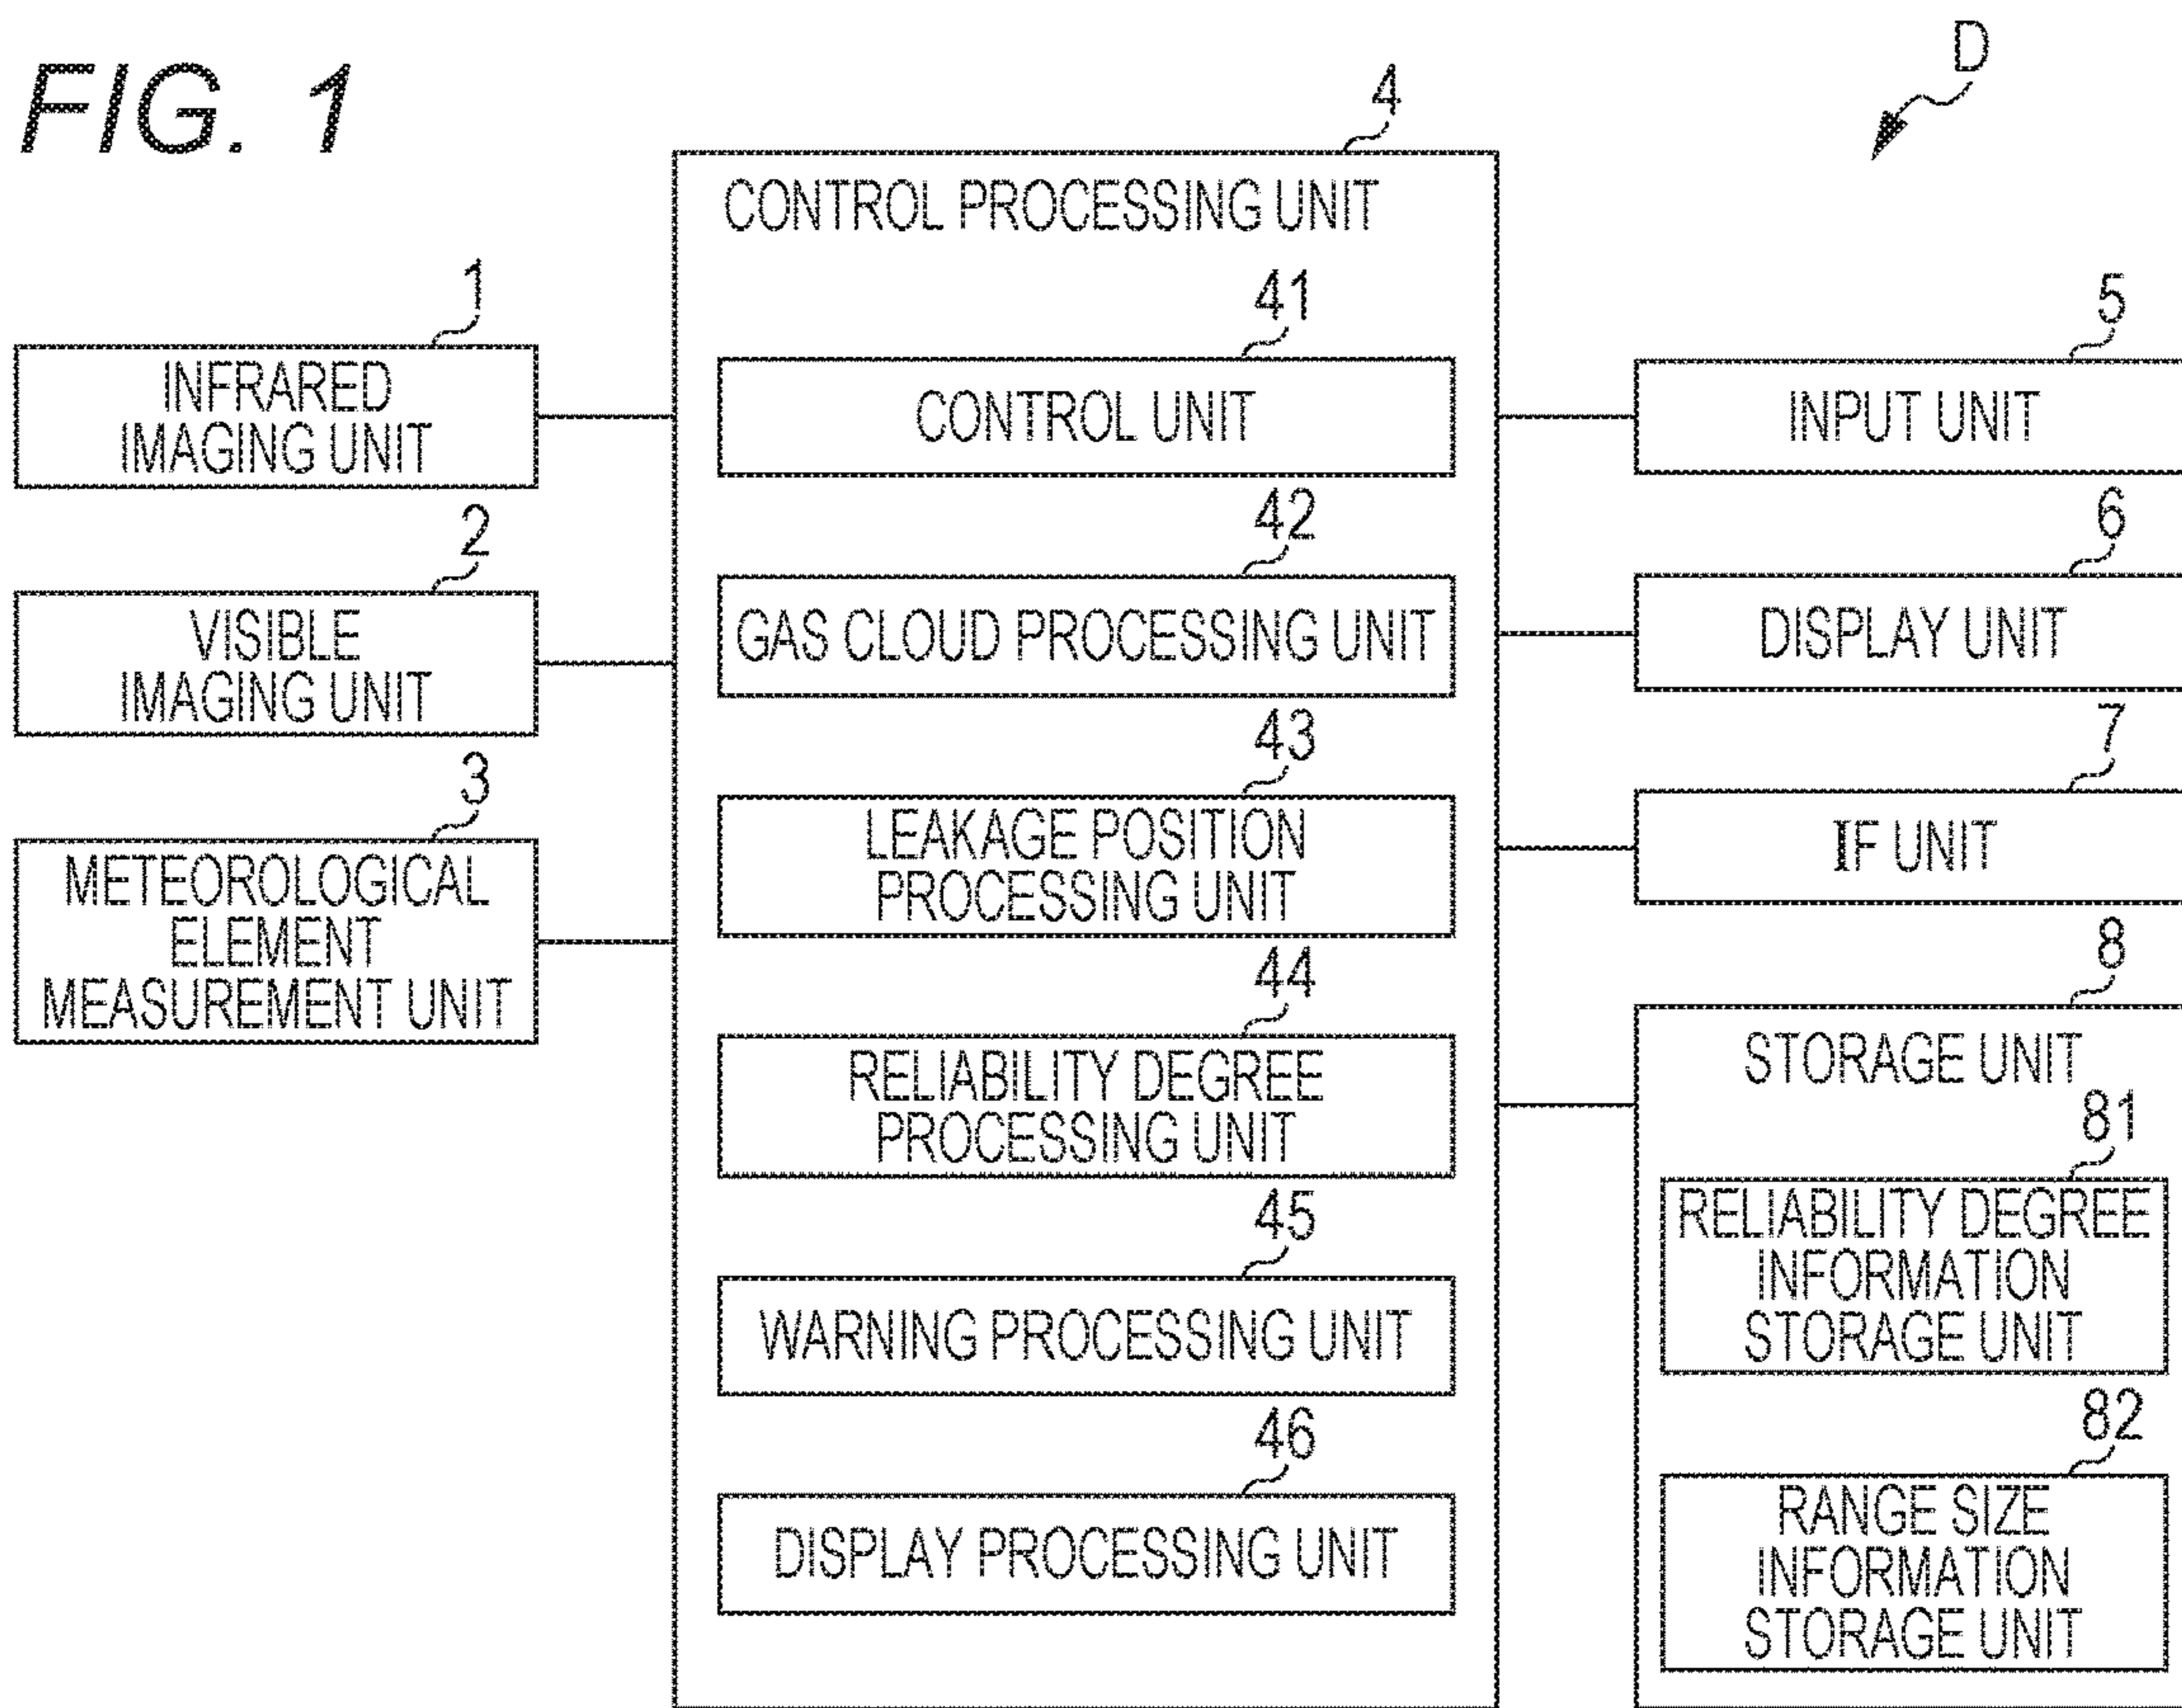 FIG. 1
D
4
CONTROL PROCESSING UNIT
1
INFRARED
IMAGING UNIT
2
VISIBLE
IMAGING UNIT
3
METEOROLOGICAL
ELEMENT
MEASUREMENT UNIT
41
CONTROL UNIT
42
GAS CLOUD PROCESSING UNIT
43
LEAKAGE POSITION
PROCESSING UNIT
44
RELIABILITY DEGREE
PROCESSING UNIT
45
WARNING PROCESSING UNIT
46
DISPLAY PROCESSING UNIT
5
INPUT UNIT
6
DISPLAY UNIT
7
IF UNIT
8
STORAGE UNIT
81
RELIABILITY DEGREE
INFORMATION
STORAGE UNIT
82
RANGE SIZE
INFORMATION
STORAGE UNIT